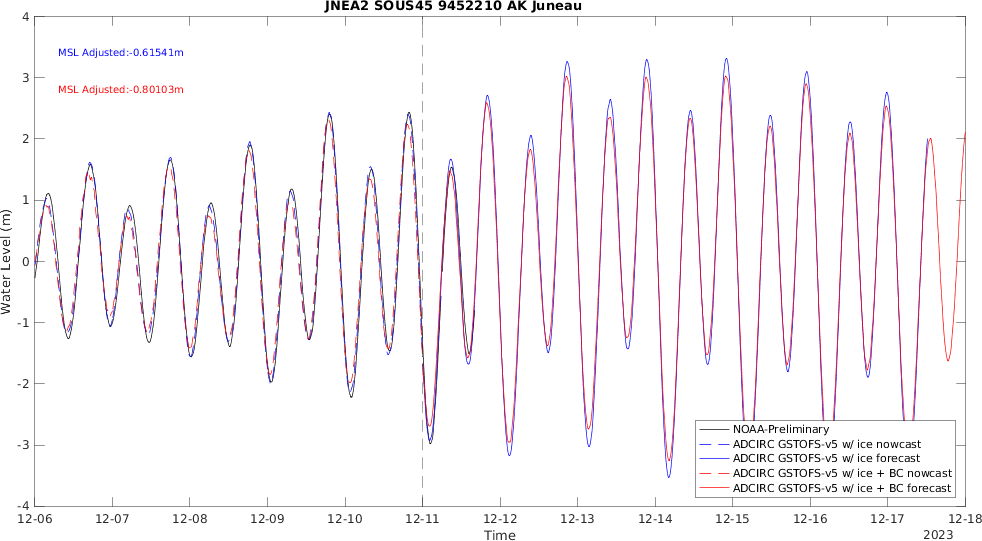 JNEA2 SOUS45 9452210 AK Juneau
MSL Adjusted:-0.61541m
MSL Adjusted:-0.80103m
Water Level (m)
4
3
2
1
0
-1
-2
-3
-4
NOAA-Preliminary
ADCIRC GSTOFS-v5 w/ ice nowcast
ADCIRC GSTOFS-v5 w/ ice forecast
ADCIRC GSTOFS-v5 w/ ice + BC nowcast
ADCIRC GSTOFS-v5 w/ ice + BC forecast
12-06 12-07 12-08 12-09 12-10 12-11 12-12 12-13 12-14 12-15 12-16 12-17 12-18
Time
2023